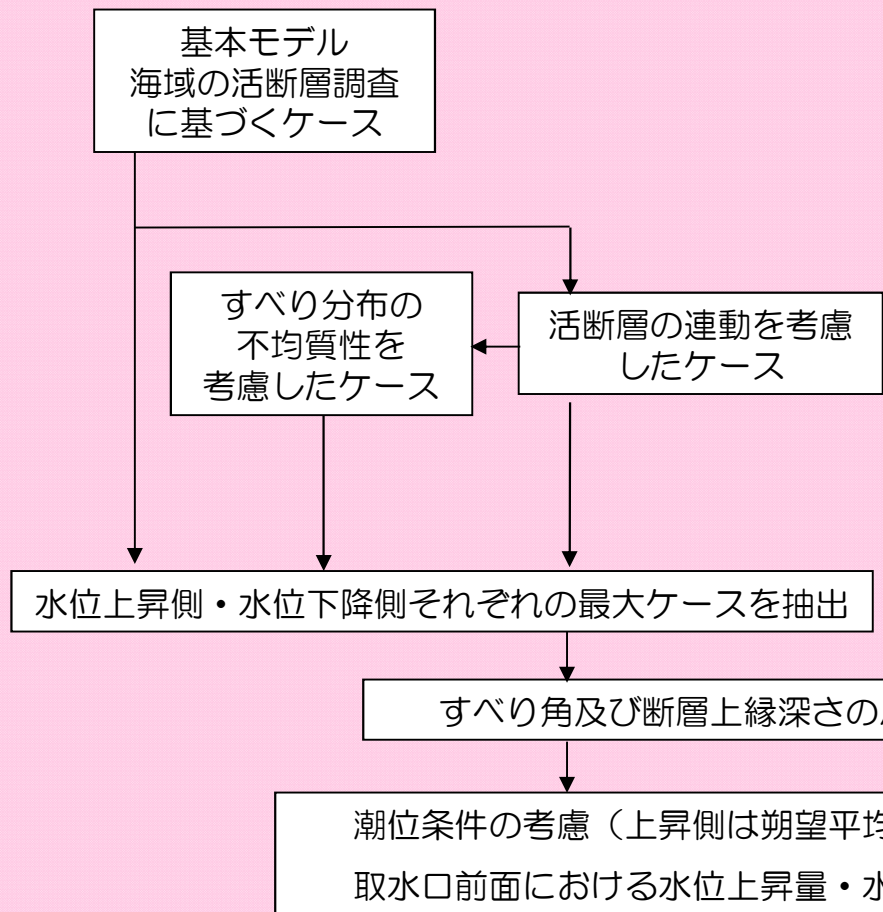 基本モデル
海域の活断層調査
に基づくケース
すべり分布の
不均質性を
考慮したケース
活断層の連動を考慮
したケース
水位上昇側・水位下降側それぞれの最大ケースを抽出
すべり角及び断層上縁深さの
潮位条件の考慮（上昇側は朔望平均
取水口前面における水位上昇量・水